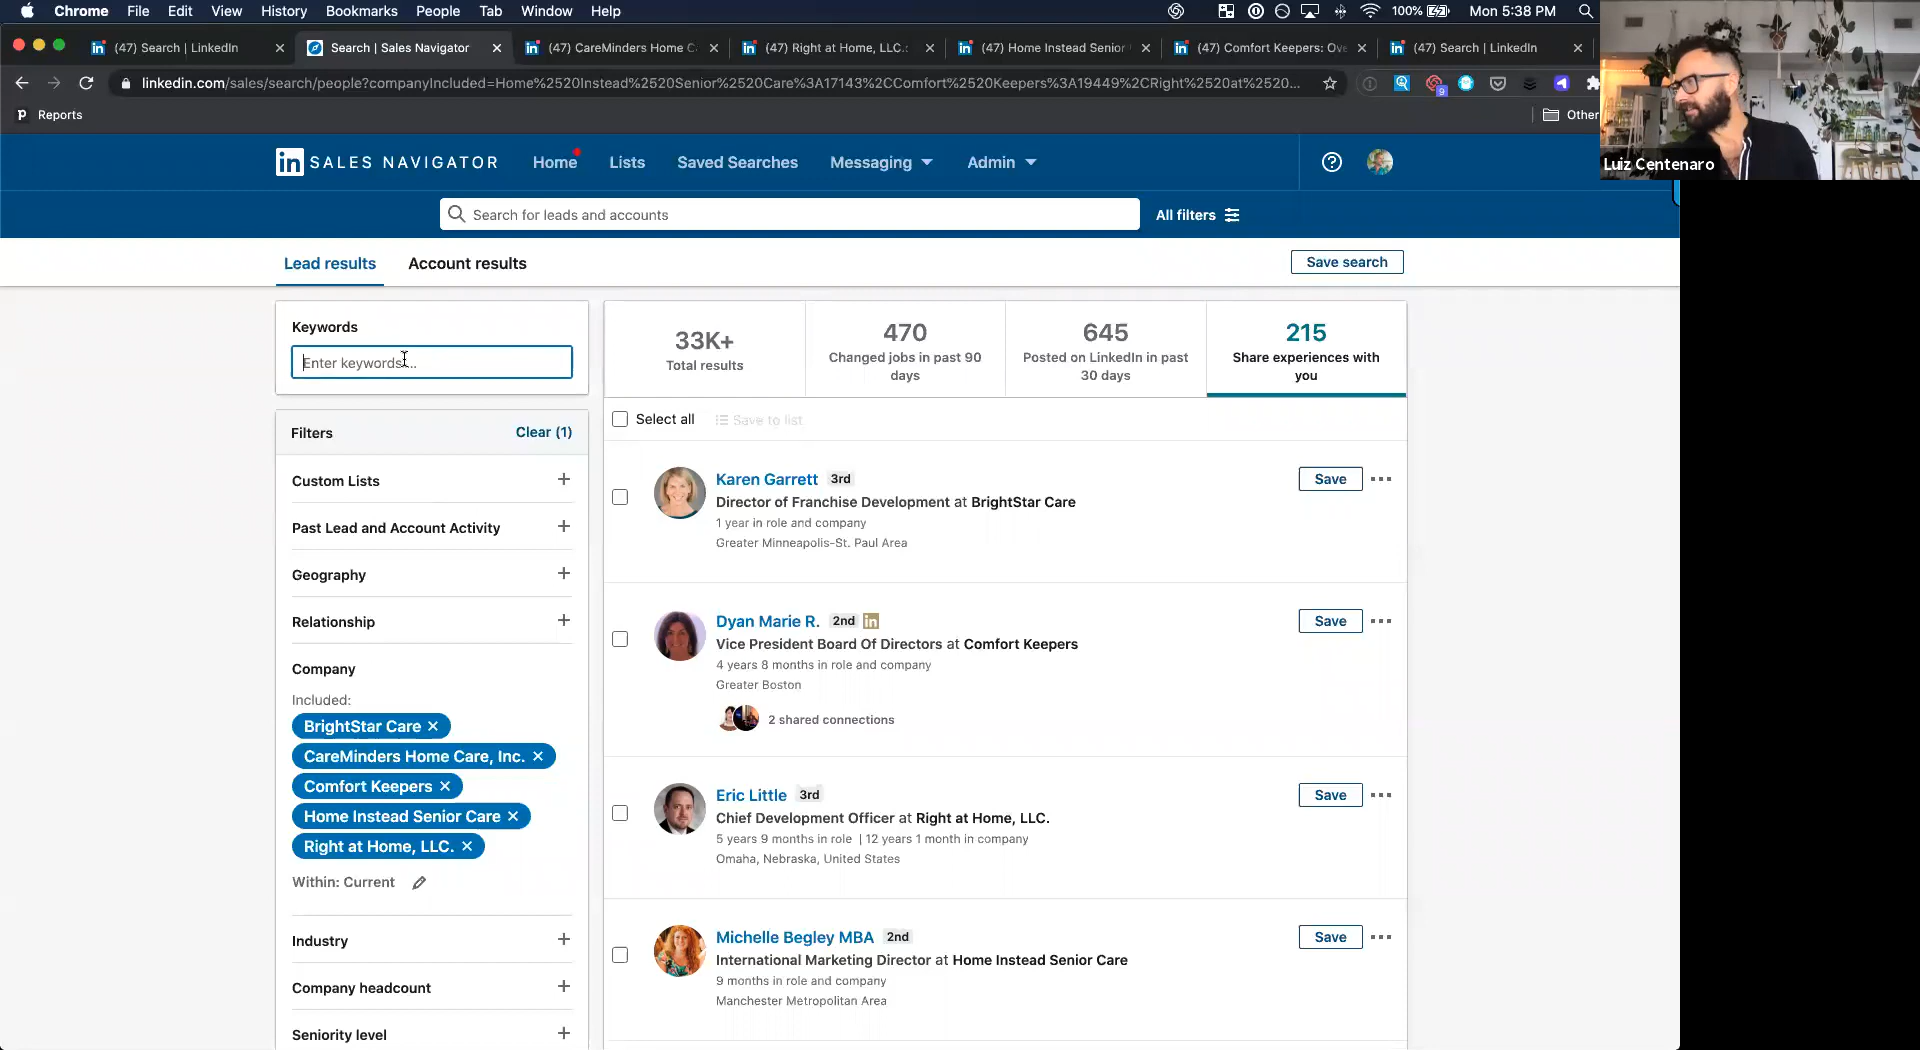 Chrome File Edit View History Bookmarks People Tab Window Help
100% Mon 5:38 PM
(47) Search | LinkedIn
Search | Sales Navigator
(47) CareMinders Home C
(47) Right at Home, LLC.:
(47) Home Instead Senior
(47) Comfort Keepers: Ove
(47) Search | LinkedIn
linkedin.com/sales/search/people?companyIncluded=Home%2520Instead%2520Senior%2520Care%3A17143%2CComfort%2520Keepers%3A19449%2CRight%2520at%2520...
9
Reports
Other
Luiz Centenaro
in SALES NAVIGATOR
Home Lists Saved Searches Messaging Admin
Search for leads and accounts
All filters
Lead results Account results
Save search
Keywords
Enter keywords...
Filters Clear (1)
Custom Lists
Past Lead and Account Activity
Geography
Relationship
Company
Included:
BrightStar Care
CareMinders Home Care, Inc.
Comfort Keepers
Home Instead Senior Care
Right at Home, LLC.
Within: Current
Industry
Company headcount
Seniority level
33K+
Total results
470
Changed jobs in past 90
days
645
Posted on LinkedIn in past
30 days
215
Share experiences with
you
Select all Save to list
Karen Garrett 3rd
Director of Franchise Development at BrightStar Care
1 year in role and company
Greater Minneapolis-St. Paul Area
Save
Dyan Marie R. 2nd in
Vice President Board Of Directors at Comfort Keepers
4 years 8 months in role and company
Greater Boston
2 shared connections
Save
Eric Little 3rd
Chief Development Officer at Right at Home, LLC.
5 years 9 months in role | 12 years 1 month in company
Omaha, Nebraska, United States
Save
Michelle Begley MBA 2nd
International Marketing Director at Home Instead Senior Care
9 months in role and company
Manchester Metropolitan Area
Save